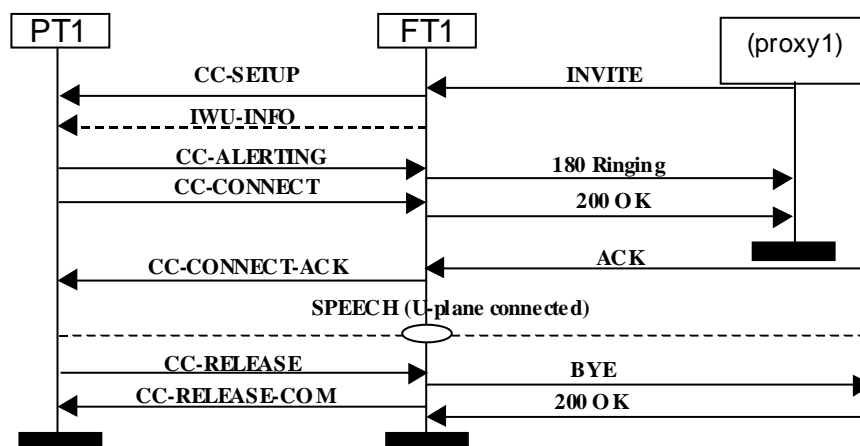 PT1
FT1
(proxy1)
CC-SETUP
INVITE
IWU-INFO
CC-ALERTING
180 Ringing
CC-CONNECT
200 OK
ACK
CC-CONNECT-ACK
SPEECH (U-plane connected)
CC-RELEASE
BYE
CC-RELEASE-COM
200 OK